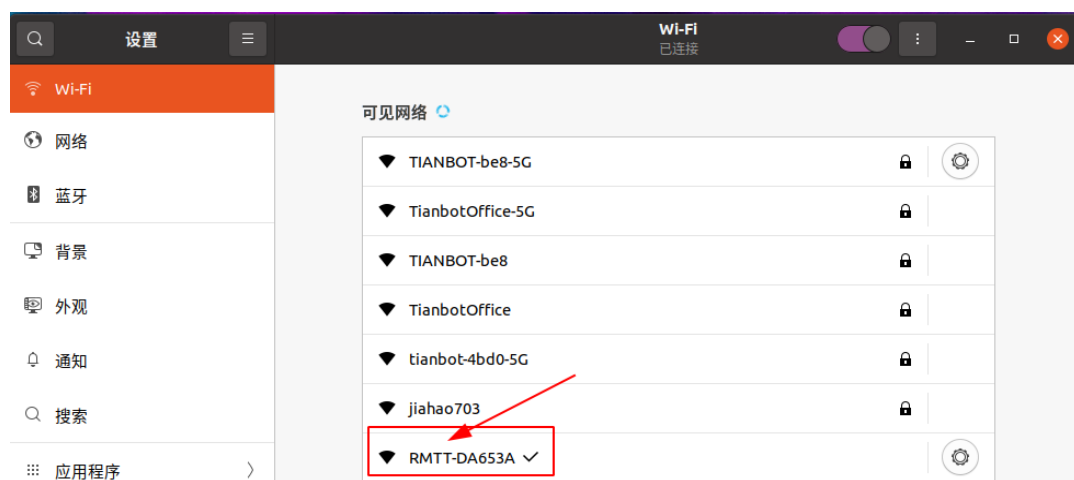 设置
Wi-Fi
已连接
Wi-Fi
网络
蓝牙
背景
外观
通知
搜索
应用程序
可见网络
TIANBOT-be8-5G
TianbotOffice-5G
TIANBOT-be8
TianbotOffice
tianbot-4bd0-5G
jiahao703
RMTT-DA653A